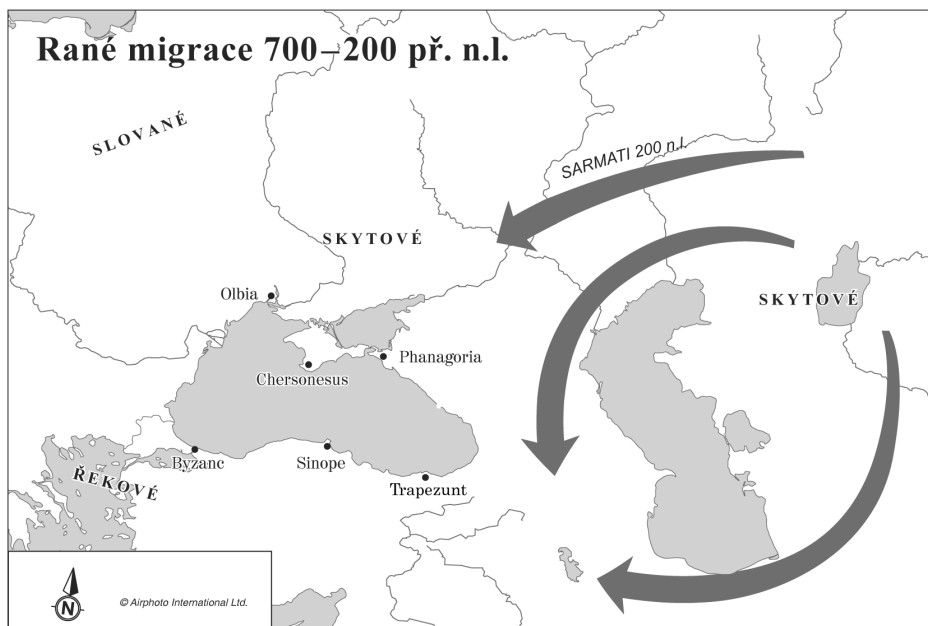 Rané migrace 700–200 př. n.l.
SLOVANÉ
SARMATI 200 n.l.
SKYTOVÉ
Olbia
SKYTOVÉ
Phanagoria
Chersonesus
Byžanc
Sinope
ŘEKOVÉ
Trapezunt
N
© Airphoto International Ltd.